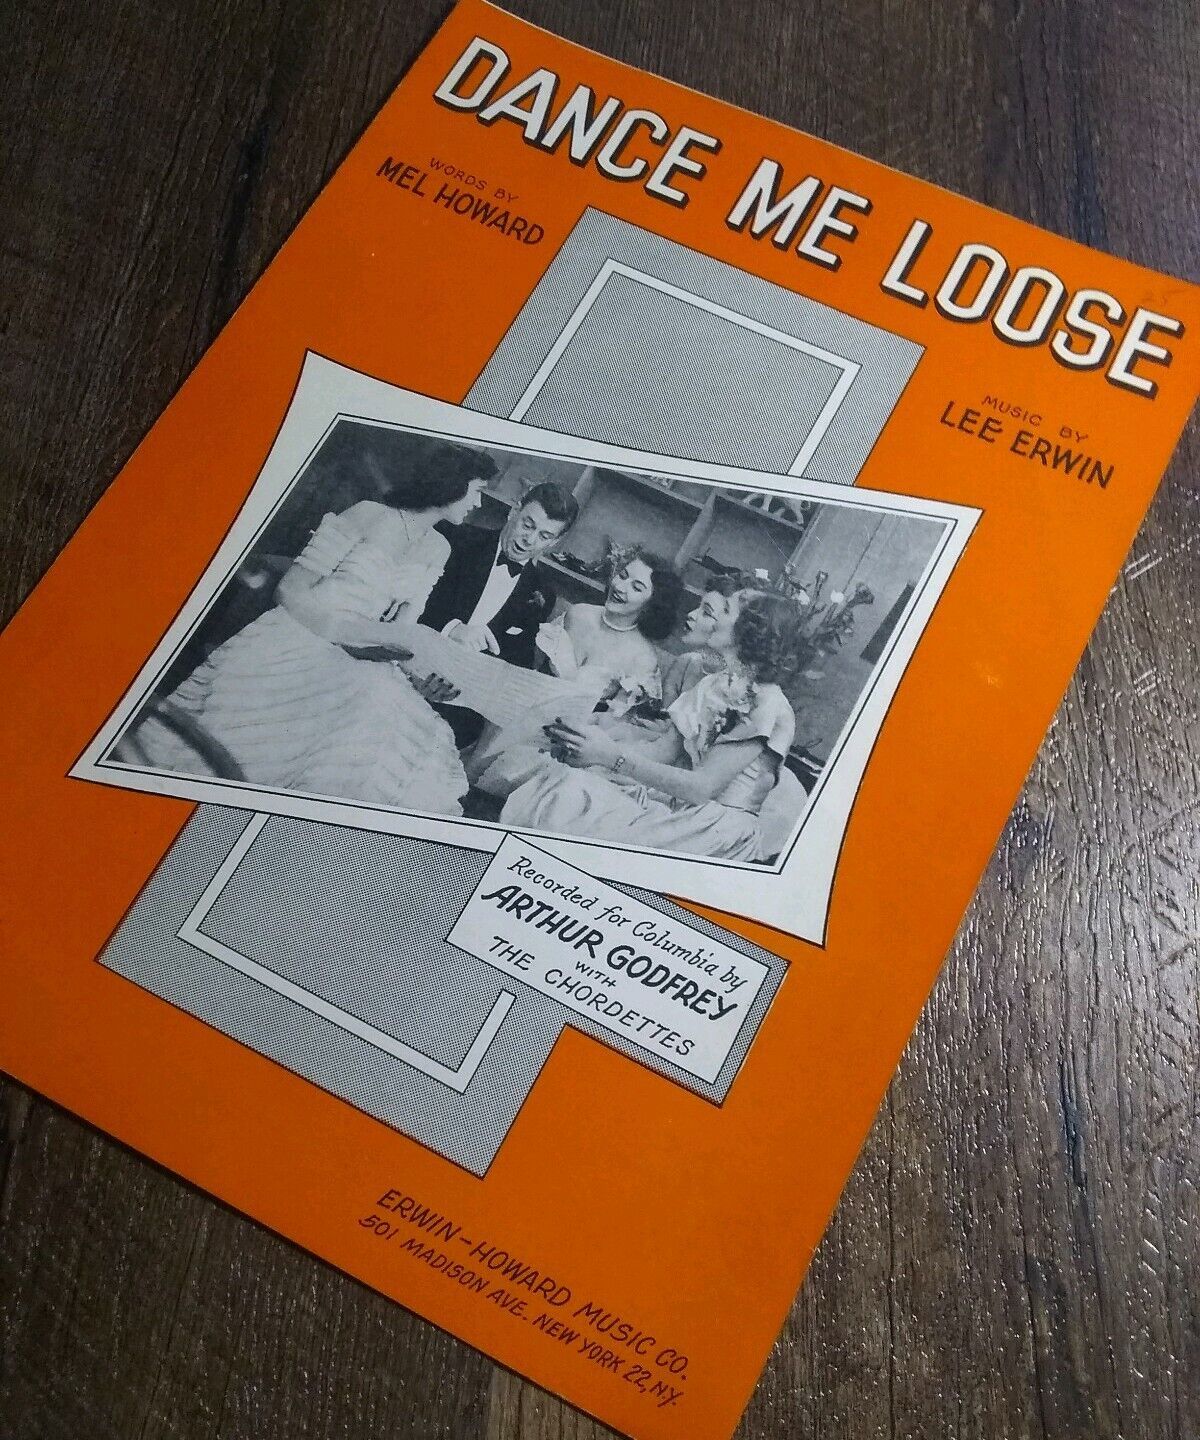 DANCE ME LOOSE
WORDS BY
MEL HOWARD
MUSIC BY
LEE ERWIN
Recorded for Columbia by
ARTHUR GODFREY
WITH
THE CHORDETTES
ERWIN-HOWARD MUSIC CO.
501 MADISON AVE. NEW YORK 22, N.Y.